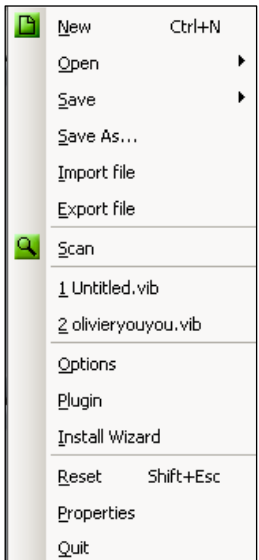 New Ctrl+N
Open
Save
Save As...
Import file
Export file
Scan
1 Untitled.vib
2 olivieryouyou.vib
Options
Plugin
Install Wizard
Reset Shift+Esc
Properties
Quit